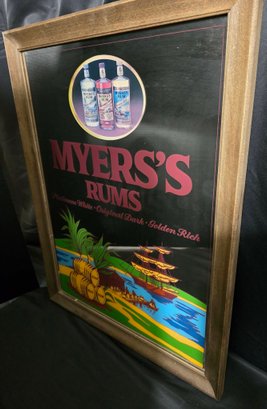 MYERS'S
RUMS
Platinum White • Original Dark • Golden Rich